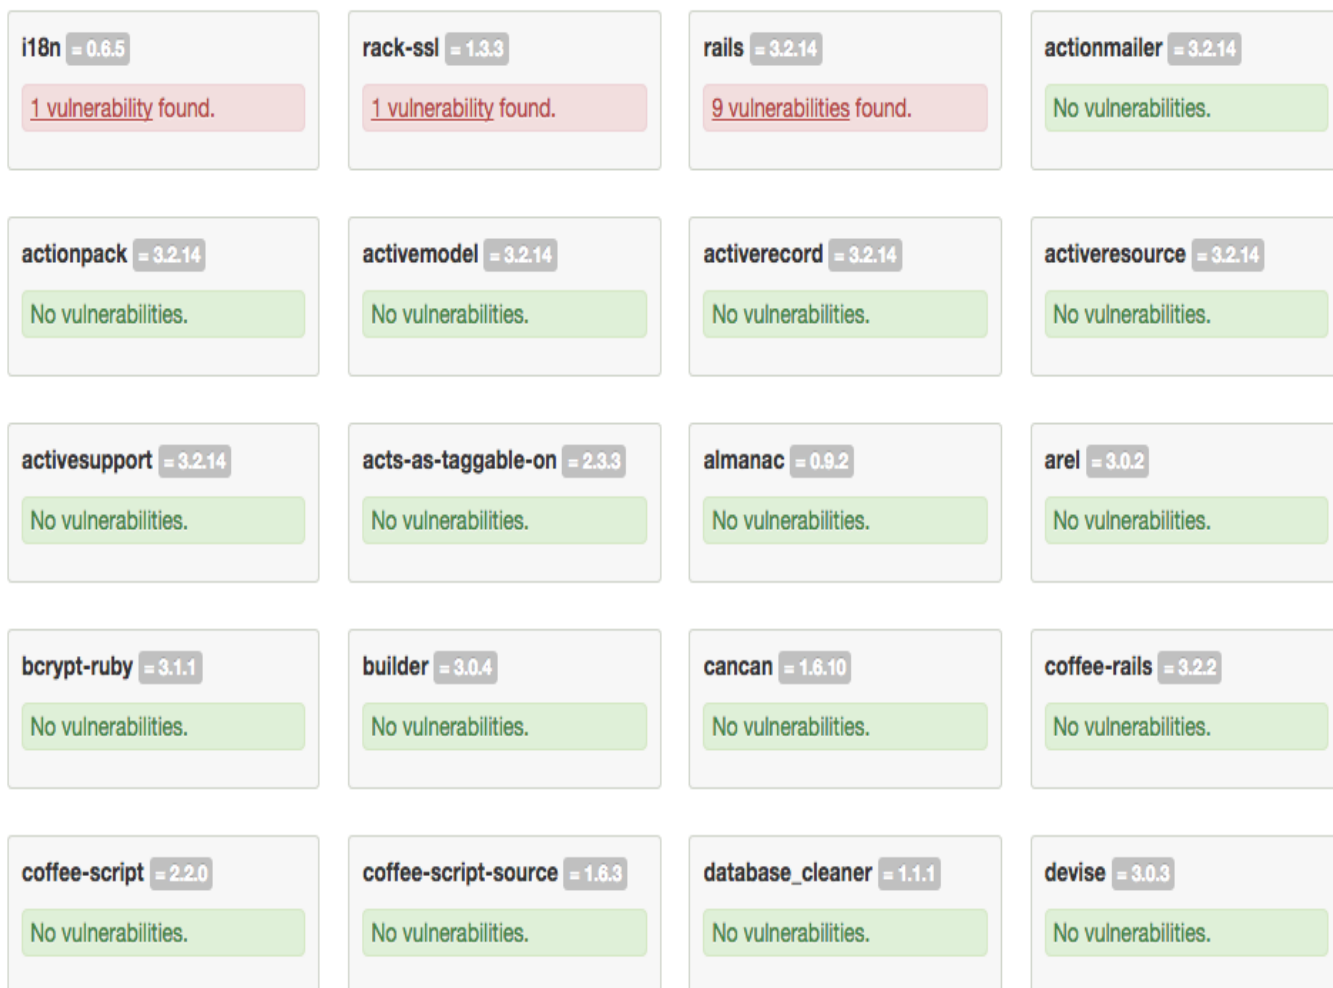 i18n = 0.6.5
1 vulnerability found.
rack-ssl = 1.3.3
1 vulnerability found.
rails = 3.2.14
9 vulnerabilities found.
actionmailer = 3.2.14
No vulnerabilities.
actionpack = 3.2.14
No vulnerabilities.
activemodel = 3.2.14
No vulnerabilities.
activerecord = 3.2.14
No vulnerabilities.
activeresource = 3.2.14
No vulnerabilities.
activesupport = 3.2.14
No vulnerabilities.
acts-as-taggable-on = 2.3.3
No vulnerabilities.
almanac = 0.9.2
No vulnerabilities.
arel = 3.0.2
No vulnerabilities.
bcrypt-ruby = 3.1.1
No vulnerabilities.
builder = 3.0.4
No vulnerabilities.
cancan = 1.6.10
No vulnerabilities.
coffee-rails = 3.2.2
No vulnerabilities.
coffee-script = 2.2.0
No vulnerabilities.
coffee-script-source = 1.6.3
No vulnerabilities.
database_cleaner = 1.1.1
No vulnerabilities.
devise = 3.0.3
No vulnerabilities.